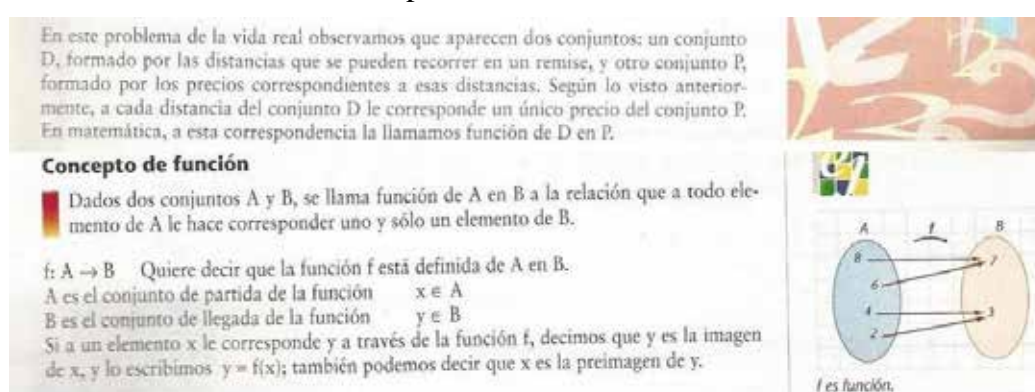 En este problema de la vida real observamos que aparecen dos conjuntos: un conjunto
D, formado por las distancias que se pueden recorrer en un remise, y otro conjunto P,
formado por los precios correspondientes a esas distancias. Según lo visto anterior-
mente, a cada distancia del conjunto D le corresponde un único precio del conjunto P.
En matemática, a esta correspondencia la llamamos función de D en P.
Concepto de función
Dados dos conjuntos A y B, se llama función de A en B a la relación que a todo ele-
mento de A le hace corresponder uno y sólo un elemento de B.
f: A → B Quiere decir que la función f está definida de A en B.
A es el conjunto de partida de la función x ∈ A
B es el conjunto de llegada de la función y ∈ B
Si a un elemento x le corresponde y a través de la función f, decimos que y es la imagen
de x, y lo escribimos y = f(x); también podemos decir que x es la preimagen de y.
A f B
8 7
6
4 3
2
f es función.